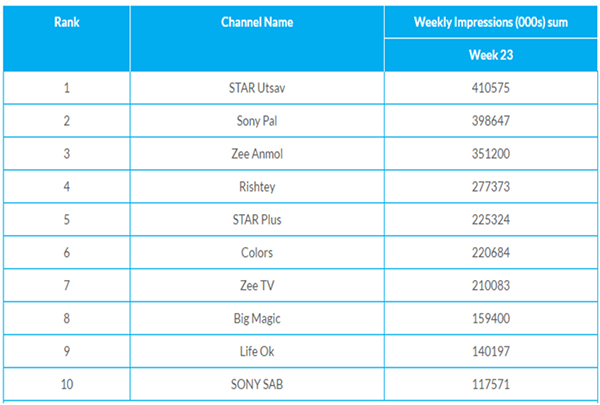 Rank Channel Name Weekly Impressions (000s) sum
Week 23
1 STAR Utsav 410575
2 Sony Pal 398647
3 Zee Anmol 351200
4 Rishtey 277373
5 STAR Plus 225324
6 Colors 220684
7 Zee TV 210083
8 Big Magic 159400
9 Life Ok 140197
10 SONY SAB 117571